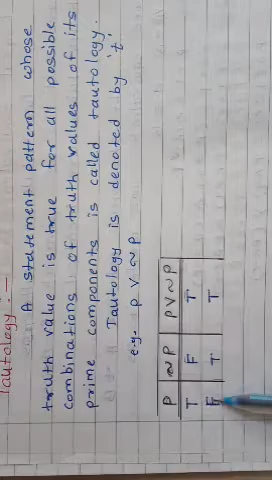 Tautology :—
A statement pattern whose
truth value is true for all possible
combinations of truth values of its
prime components is called tautology.
Tautology is denoted by 't'
e.g. p ∨ ~p
P ~P P∨~P
T F T
F T T